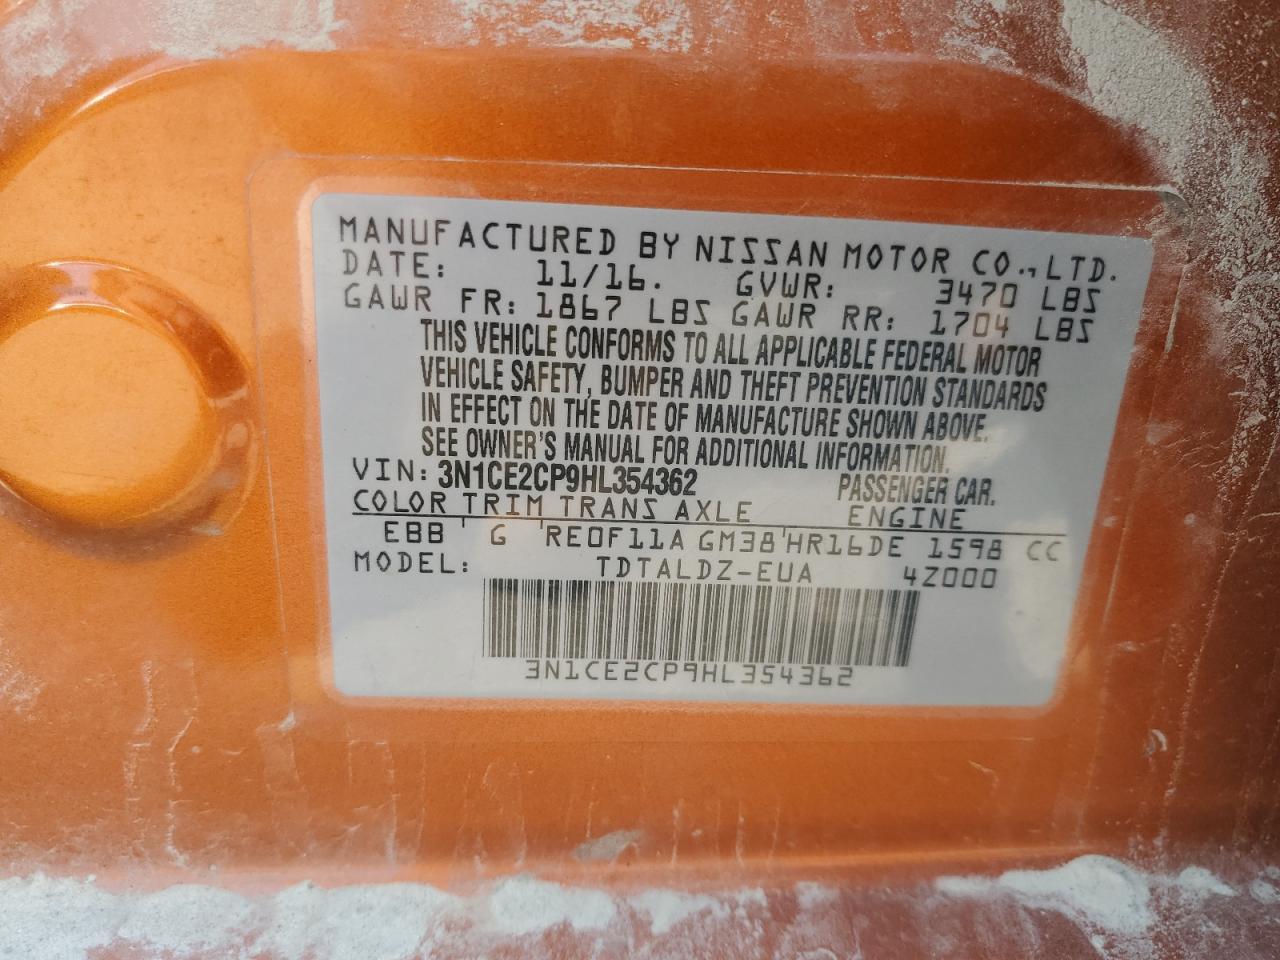 MANUFACTURED BY NISSAN MOTOR CO., LTD.
DATE: 11/16. GVWR: 3470 LBS
GAWR FR: 1867 LBS GAWR RR: 1704 LBS
THIS VEHICLE CONFORMS TO ALL APPLICABLE FEDERAL MOTOR
VEHICLE SAFETY, BUMPER AND THEFT PREVENTION STANDARDS
IN EFFECT ON THE DATE OF MANUFACTURE SHOWN ABOVE.
SEE OWNER'S MANUAL FOR ADDITIONAL INFORMATION.
VIN: 3N1CE2CP9HL354362 PASSENGER CAR.
COLOR TRIM TRANS AXLE ENGINE
EBB G RE0F11A GM38 HR16DE 1598 CC
MODEL: TDTALDZ-EUA 4Z000
3N1CE2CP9HL354362